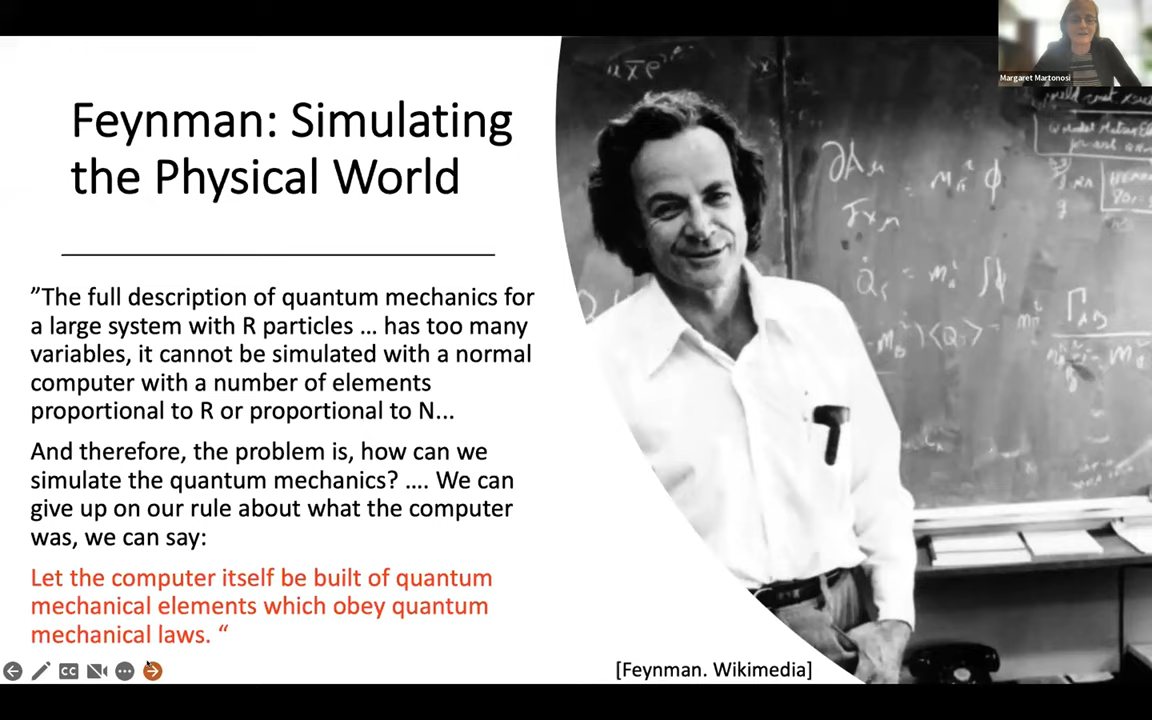 Margaret Martonosi
Feynman: Simulating
the Physical World
”The full description of quantum mechanics for
a large system with R particles ... has too many
variables, it cannot be simulated with a normal
computer with a number of elements
proportional to R or proportional to N...
And therefore, the problem is, how can we
simulate the quantum mechanics? .... We can
give up on our rule about what the computer
was, we can say:
Let the computer itself be built of quantum
mechanical elements which obey quantum
mechanical laws. “
CC
[Feynman. Wikimedia]